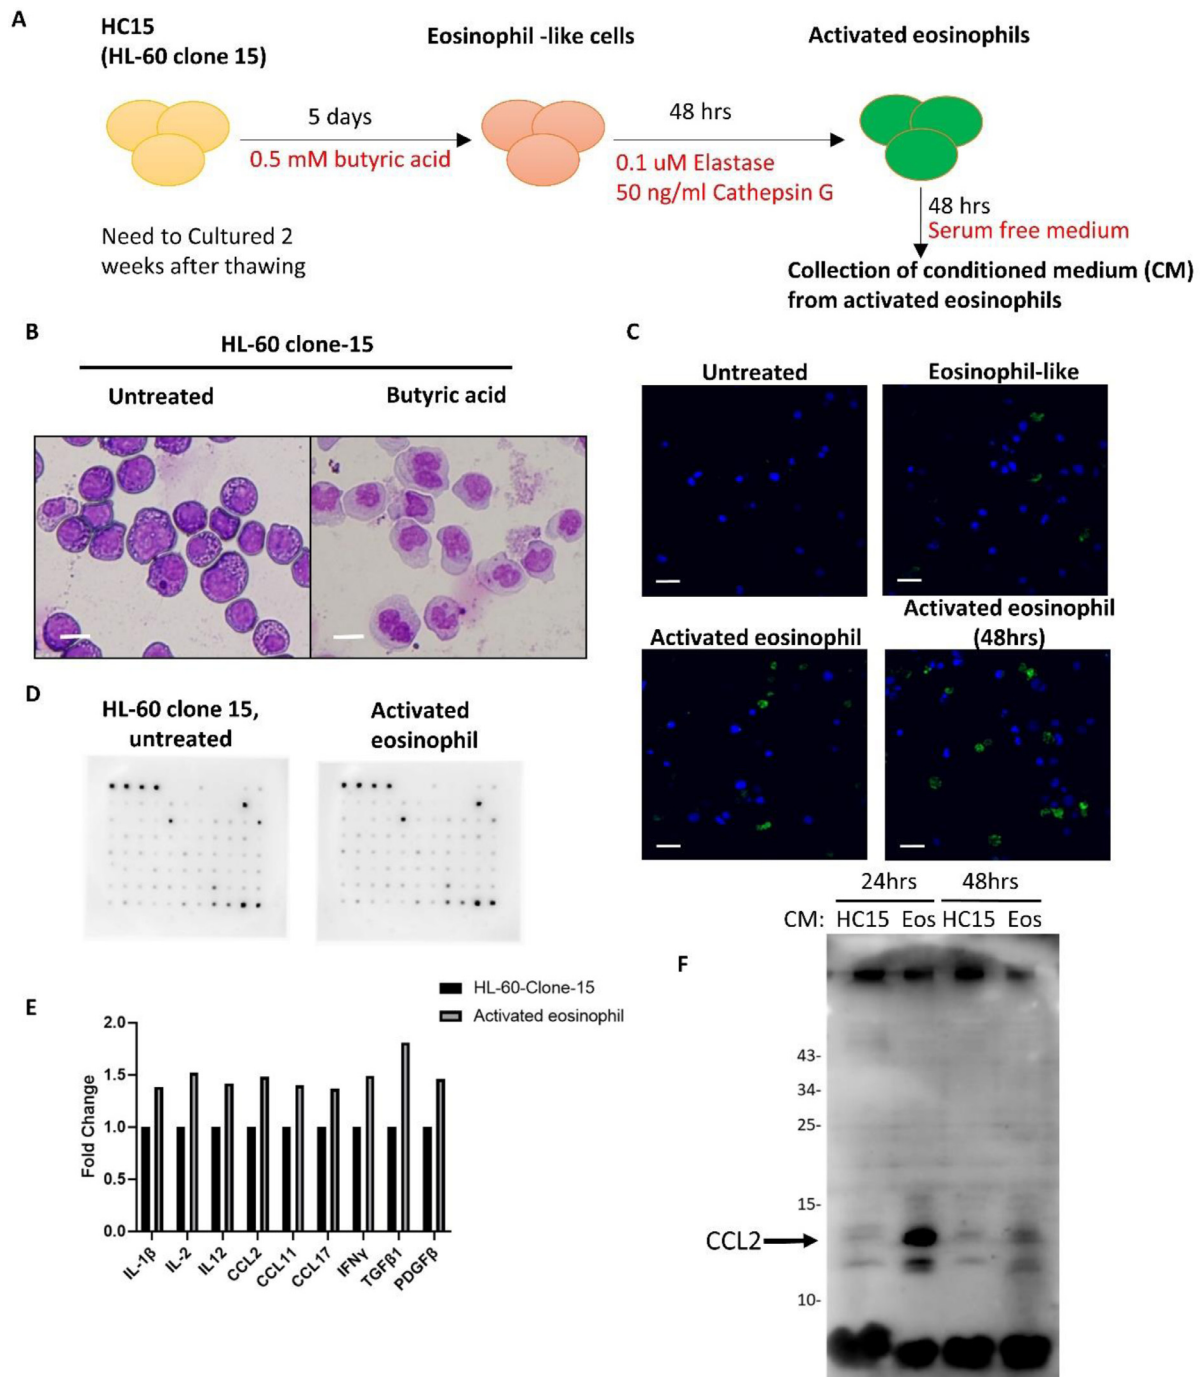 A
HC15
(HL-60 clone 15)
Eosinophil -like cells
Activated eosinophils
5 days
0.5 mM butyric acid
48 hrs
0.1 uM Elastase
50 ng/ml Cathepsin G
Need to Cultured 2
weeks after thawing
48 hrs
Serum free medium
Collection of conditioned medium (CM)
from activated eosinophils
B
HL-60 clone-15
Untreated
Butyric acid
C
Untreated
Eosinophil-like
Activated eosinophil
Activated eosinophil
(48hrs)
D
HL-60 clone 15,
untreated
Activated
eosinophil
E
HL-60-Clone-15
Activated eosinophil
Fold Change
2.0
1.5
1.0
0.5
0.0
IL-1β
IL-2
IL12
CCL2
CCL11
CCL17
IFNγ
TGFβ1
PDGFβ
F
24hrs
48hrs
CM: HC15 Eos HC15 Eos
43-
34-
25-
15-
CCL2
10-